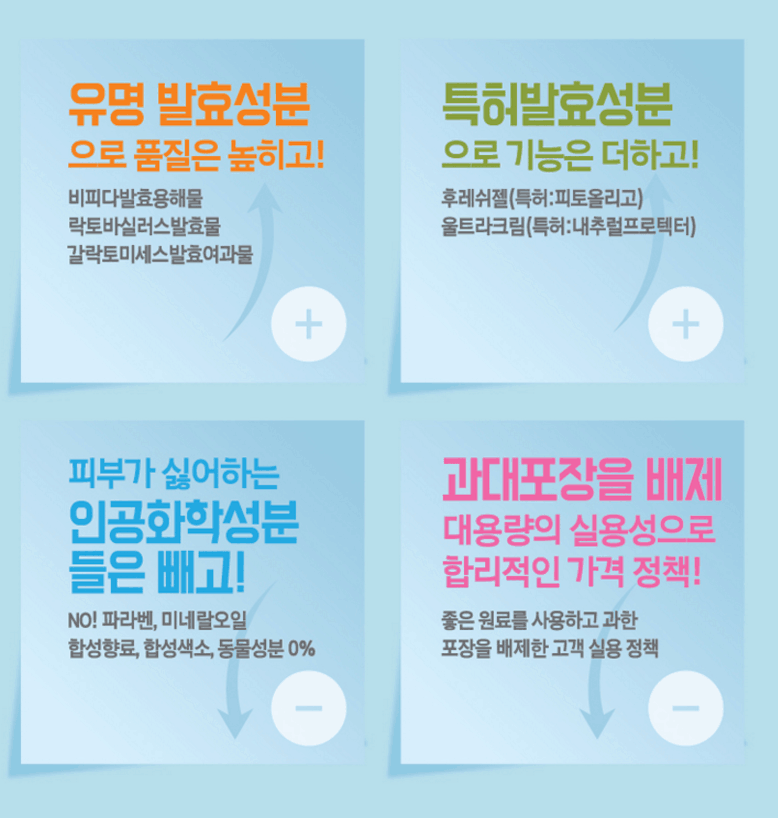 유명 발효성분
으로 품질은 높히고!
비피다발효용해물
락토바실러스발효물
갈락토미세스발효여과물
특허발효성분
으로 기능은 더하고!
후레쉬젤(특허:피토올리고)
울트라크림(특허:내추럴프로텍터)
피부가 싫어하는
인공화학성분
들은 빼고!
NO! 파라벤, 미네랄오일
합성향료, 합성색소, 동물성분 0%
과대포장을 배제
대용량의 실용성으로
합리적인 가격 정책!
좋은 원료를 사용하고 과한
포장을 배제한 고객 실용 정책